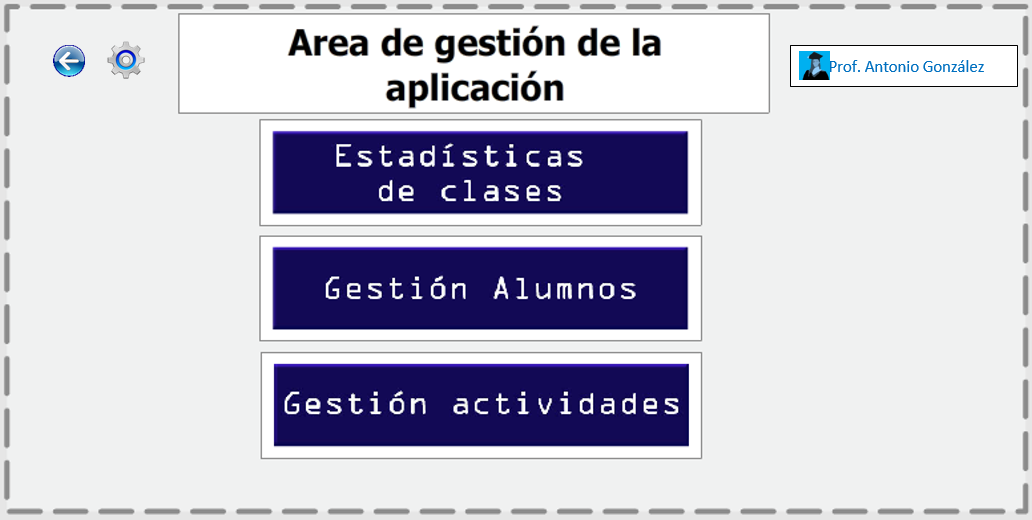 Area de gestión de la
aplicación
Prof. Antonio González
Estadísticas
de clases
Gestión Alumnos
Gestión actividades